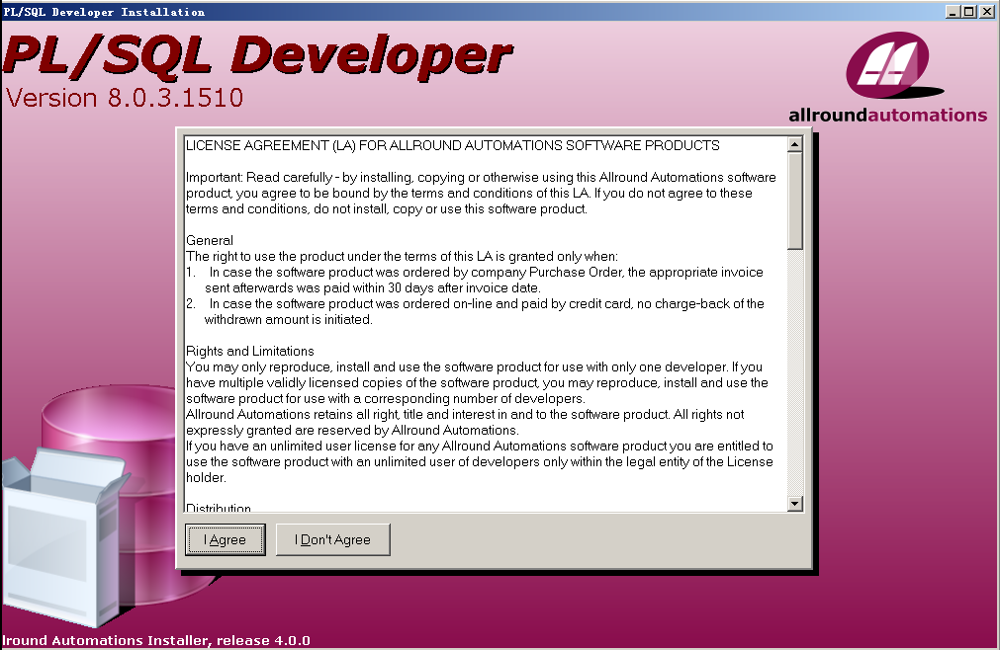 PL/SQL Developer Installation
PL/SQL Developer
Version 8.0.3.1510
allroundautomations
LICENSE AGREEMENT (LA) FOR ALLROUND AUTOMATIONS SOFTWARE PRODUCTS
Important: Read carefully - by installing, copying or otherwise using this Allround Automations software
product, you agree to be bound by the terms and conditions of this LA. If you do not agree to these
terms and conditions, do not install, copy or use this software product.
General
The right to use the product under the terms of this LA is granted only when:
1. In case the software product was ordered by company Purchase Order, the appropriate invoice
sent afterwards was paid within 30 days after invoice date.
2. In case the software product was ordered on-line and paid by credit card, no charge-back of the
withdrawn amount is initiated.
Rights and Limitations
You may only reproduce, install and use the software product for use with only one developer. If you
have multiple validly licensed copies of the software product, you may reproduce, install and use the
software product for use with a corresponding number of developers.
Allround Automations retains all right, title and interest in and to the software product. All rights not
expressly granted are reserved by Allround Automations.
If you have an unlimited user license for any Allround Automations software product you are entitled to
use the software product with an unlimited user of developers only within the legal entity of the License
holder.
Distribution
I Agree
I Don't Agree
lround Automations Installer, release 4.0.0